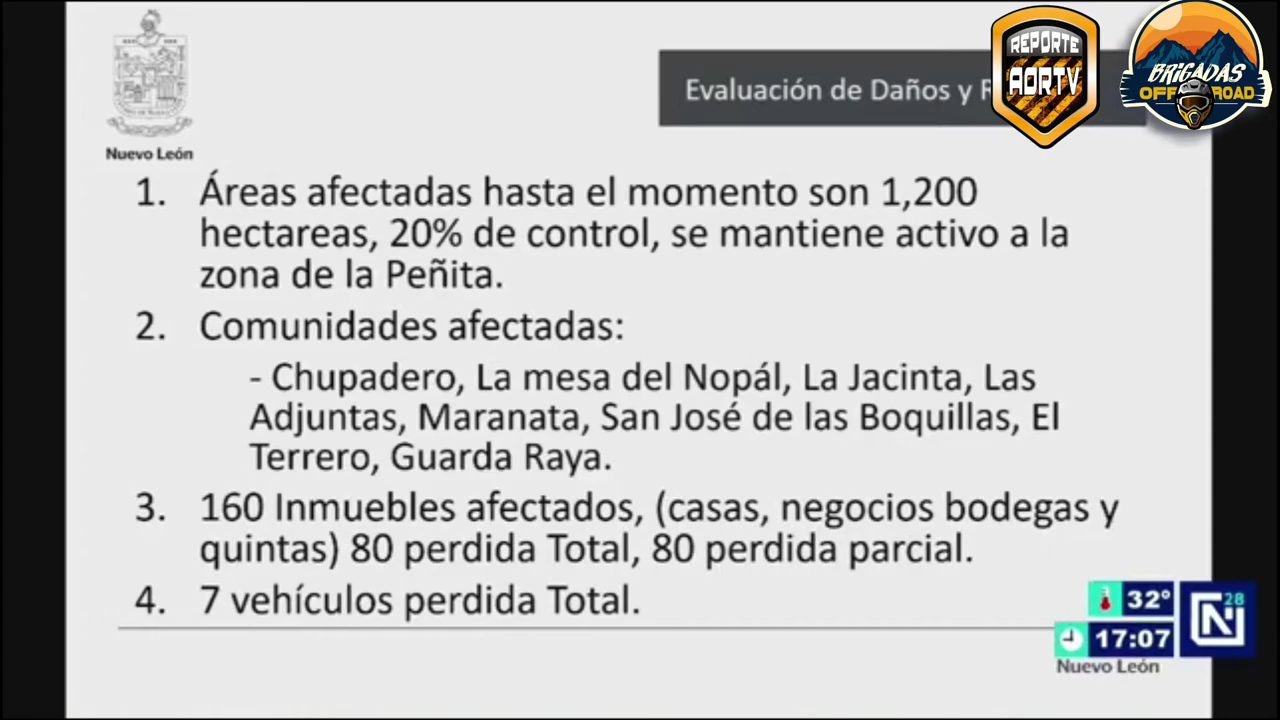 Evaluación de Daños y
REPORTE
AORTV
BRIGADAS
OFF ROAD
Nuevo León
1. Áreas afectadas hasta el momento son 1,200
hectareas, 20% de control, se mantiene activo a la
zona de la Peñita.
2. Comunidades afectadas:
- Chupadero, La mesa del Nopál, La Jacinta, Las
Adjuntas, Maranata, San José de las Boquillas, El
Terrero, Guarda Raya.
3. 160 Inmuebles afectados, (casas, negocios bodegas y
quintas) 80 perdida Total, 80 perdida parcial.
4. 7 vehículos perdida Total.
32°
28
N
17:07
Nuevo León